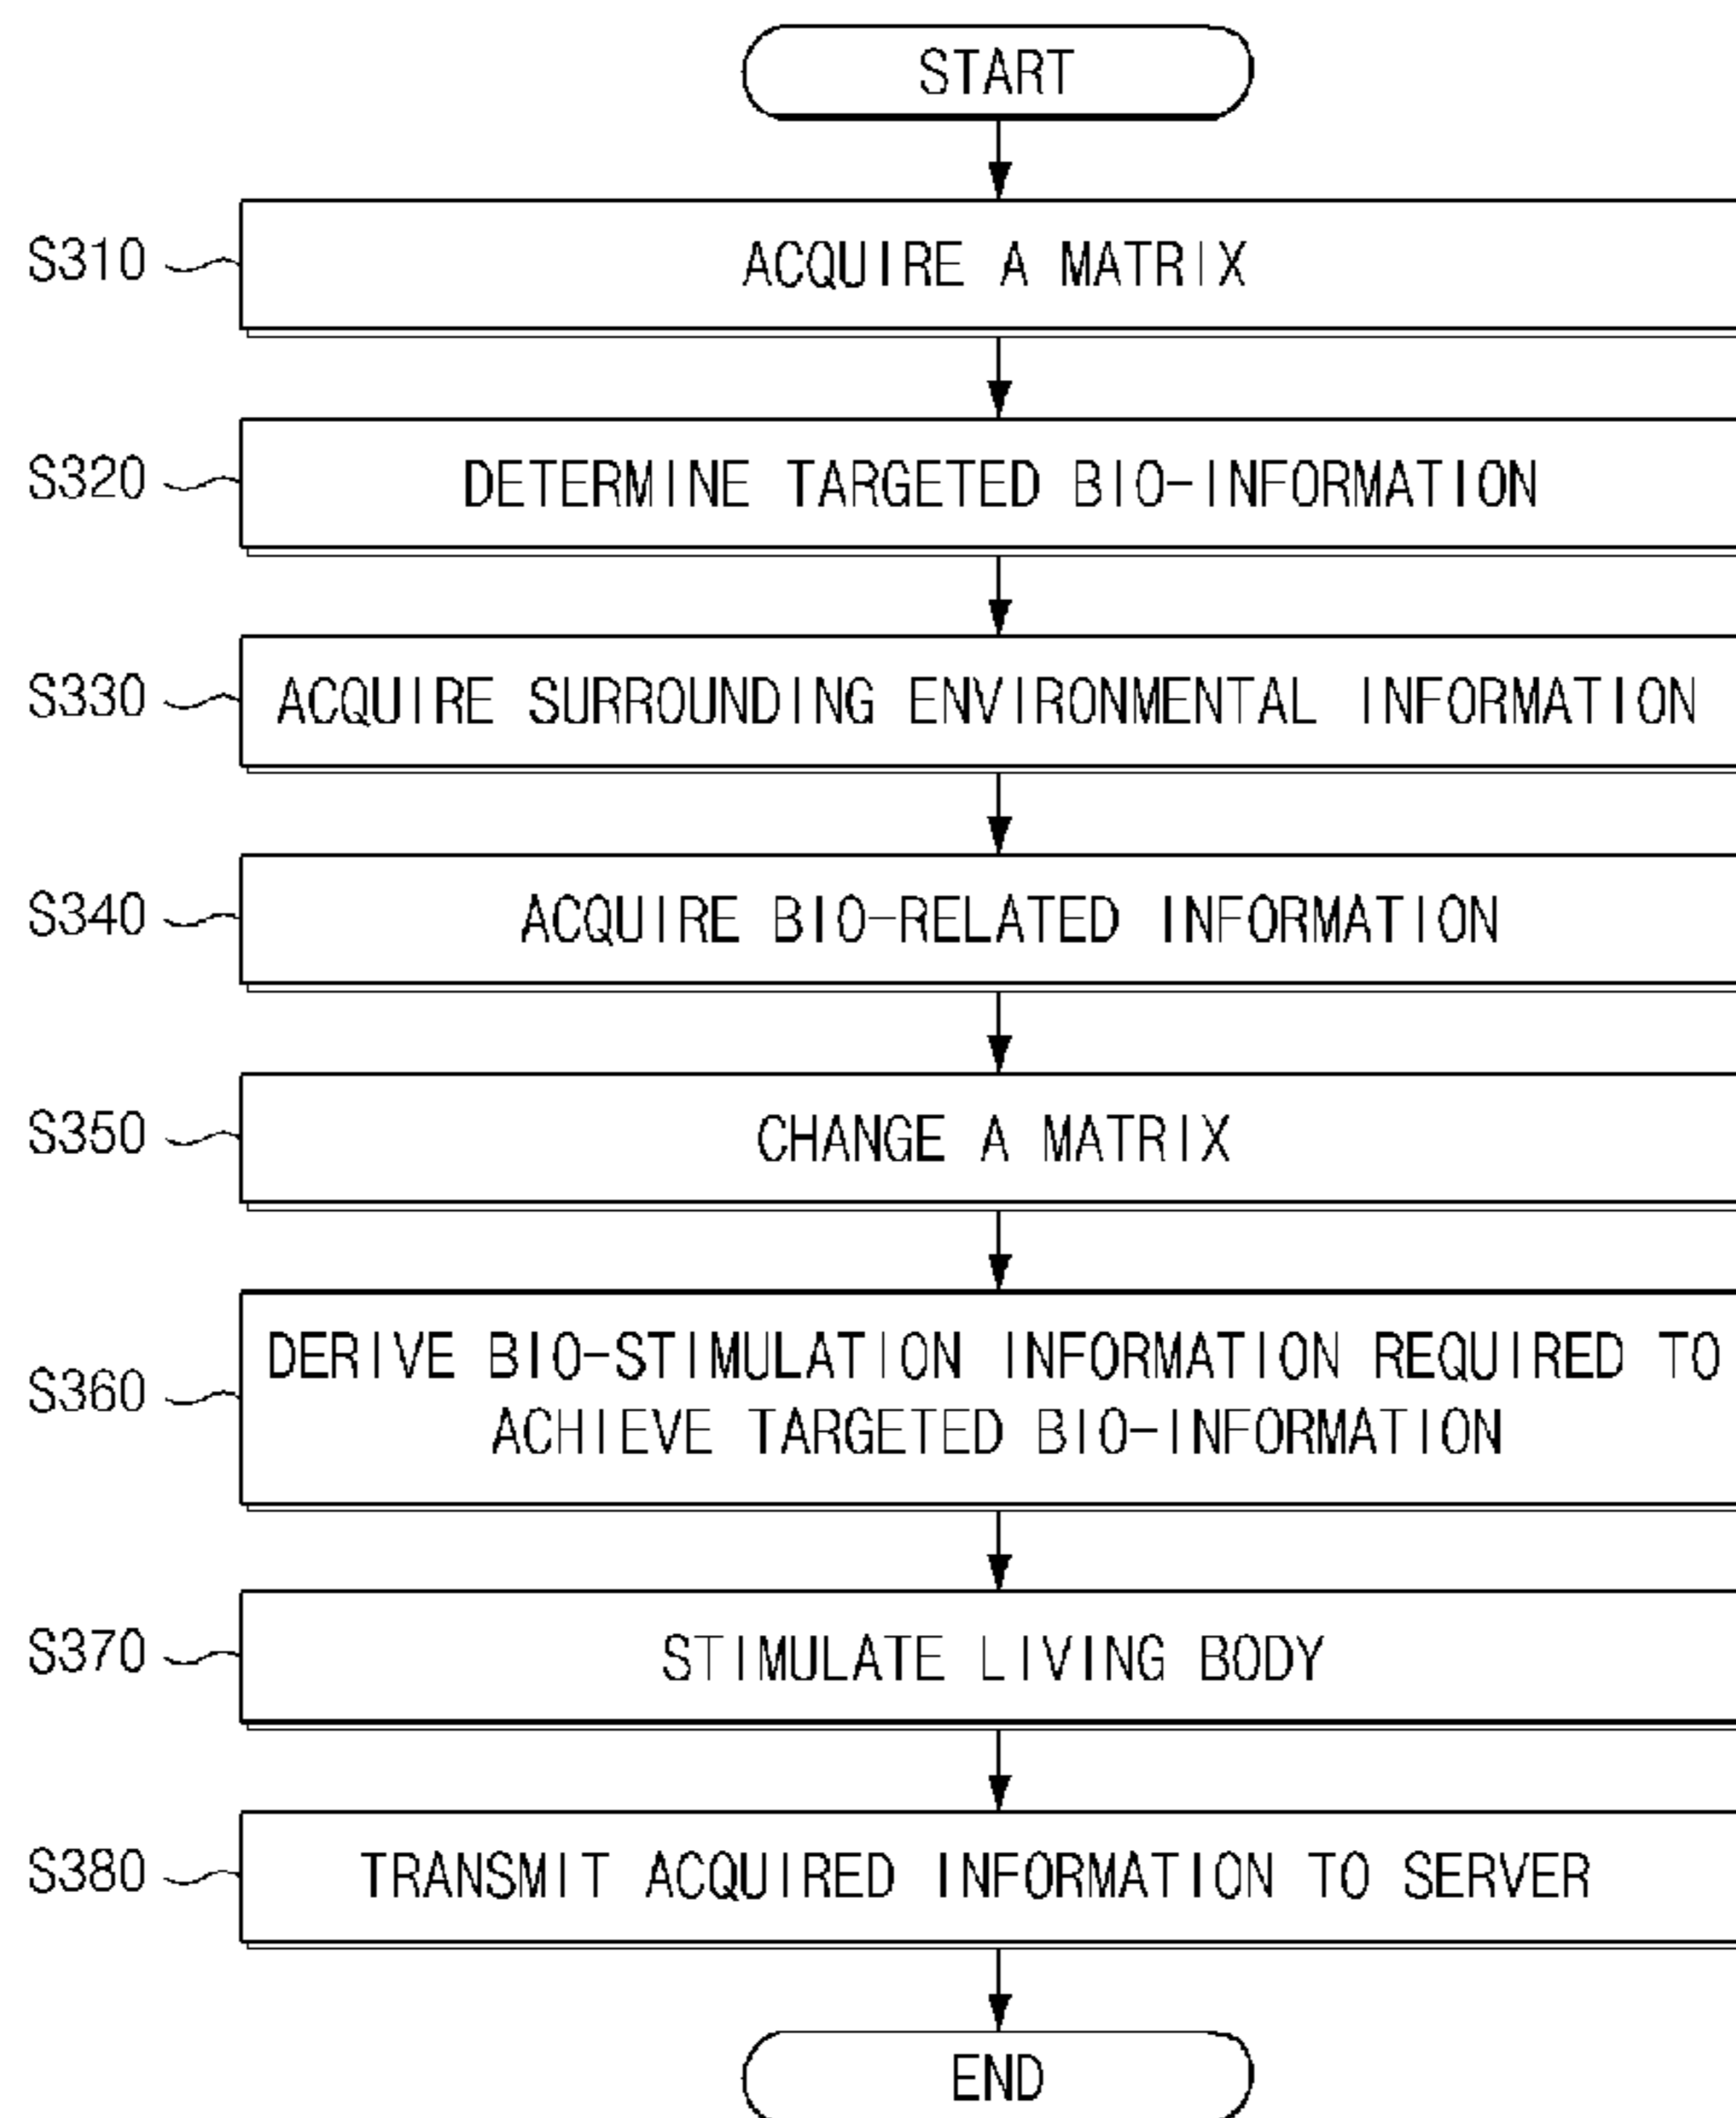 START
S310
ACQUIRE A MATRIX
S320
DETERMINE TARGETED BIO-INFORMATION
S330
ACQUIRE SURROUNDING ENVIRONMENTAL INFORMATION
S340
ACQUIRE BIO-RELATED INFORMATION
S350
CHANGE A MATRIX
S360
DERIVE BIO-STIMULATION INFORMATION REQUIRED TO
ACHIEVE TARGETED BIO-INFORMATION
S370
STIMULATE LIVING BODY
S380
TRANSMIT ACQUIRED INFORMATION TO SERVER
END